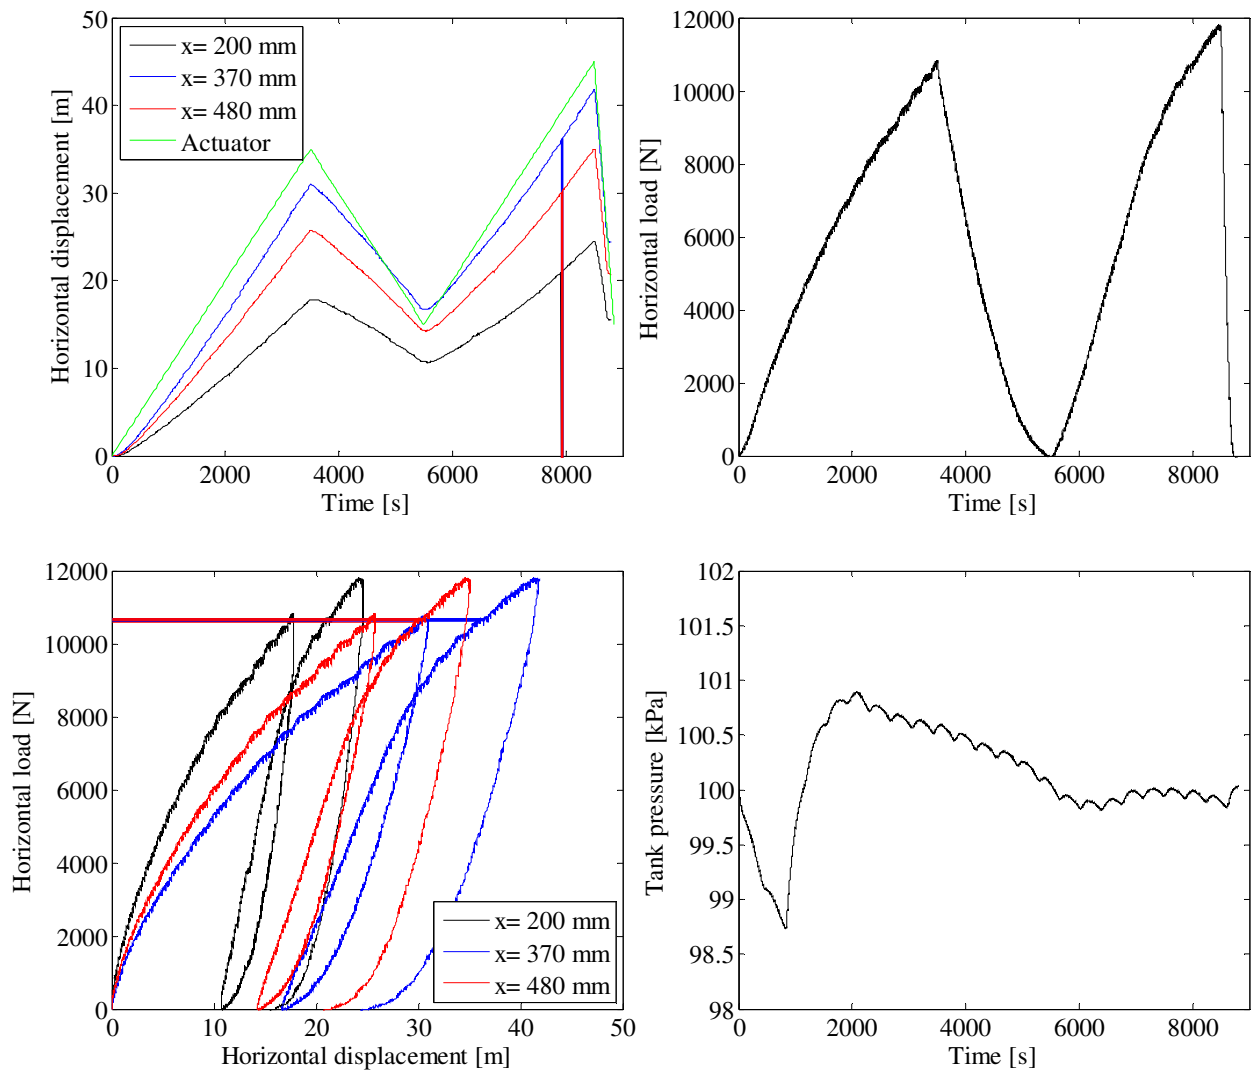 50
40
30
20
10
0
0 2000 4000 6000 8000
Horizontal displacement [m]
Time [s]
x= 200 mm
x= 370 mm
x= 480 mm
Actuator
12000
10000
8000
6000
4000
2000
0
0 2000 4000 6000 8000
Horizontal load [N]
Time [s]
12000
10000
8000
6000
4000
2000
0
0 10 20 30 40 50
Horizontal load [N]
Horizontal displacement [m]
x= 200 mm
x= 370 mm
x= 480 mm
102
101.5
101
100.5
100
99.5
99
98.5
98
0 2000 4000 6000 8000
Tank pressure [kPa]
Time [s]